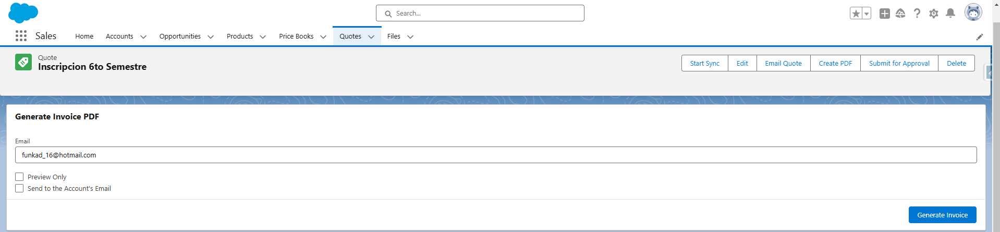 Search...
Sales Home Accounts Opportunities Products Price Books Quotes Files
Quote
Inscripcion 6to Semestre
Start Sync Edit Email Quote Create PDF Submit for Approval Delete
Generate Invoice PDF
Email
funkad_16@hotmail.com
Preview Only
Send to the Account's Email
Generate Invoice